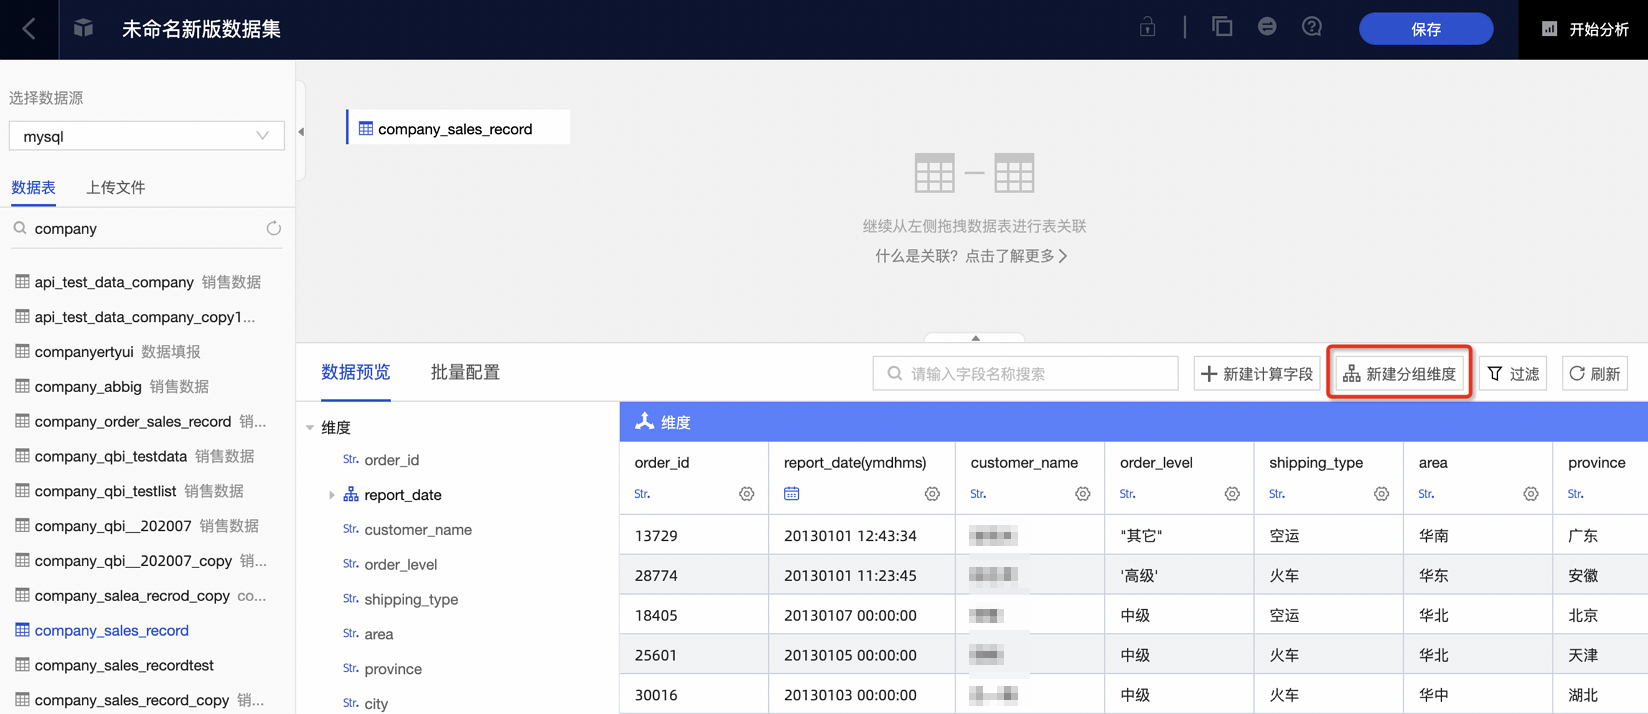 未命名新版数据集
保存
开始分析
选择数据源
mysql
数据表 上传文件
company
api_test_data_company 销售数据
api_test_data_company_copy1...
companyertyui 数据填报
company_abbig 销售数据
company_order_sales_record 销...
company_qbi_testdata 销售数据
company_qbi_testlist 销售数据
company_qbi__202007 销售数据
company_qbi__202007_copy 销...
company_salea_recrod_copy co...
company_sales_record
company_sales_recordtest
company_sales_record_copy 销...
company_sales_record
继续从左侧拖拽数据表进行表关联
什么是关联? 点击了解更多
数据预览 批量配置
请输入字段名称搜索
新建计算字段
新建分组维度
过滤
刷新
维度
Str. order_id
report_date
Str. customer_name
Str. order_level
Str. shipping_type
Str. area
Str. province
Str. city
维度
order_id report_date(ymdhms) customer_name order_level shipping_type area province
Str. Str. Str. Str. Str. Str.
13729 20130101 12:43:34 "其它" 空运 华南 广东
28774 20130101 11:23:45 '高级' 火车 华东 安徽
18405 20130107 00:00:00 中级 空运 华北 北京
25601 20130105 00:00:00 中级 火车 华北 天津
30016 20130103 00:00:00 中级 火车 华中 湖北